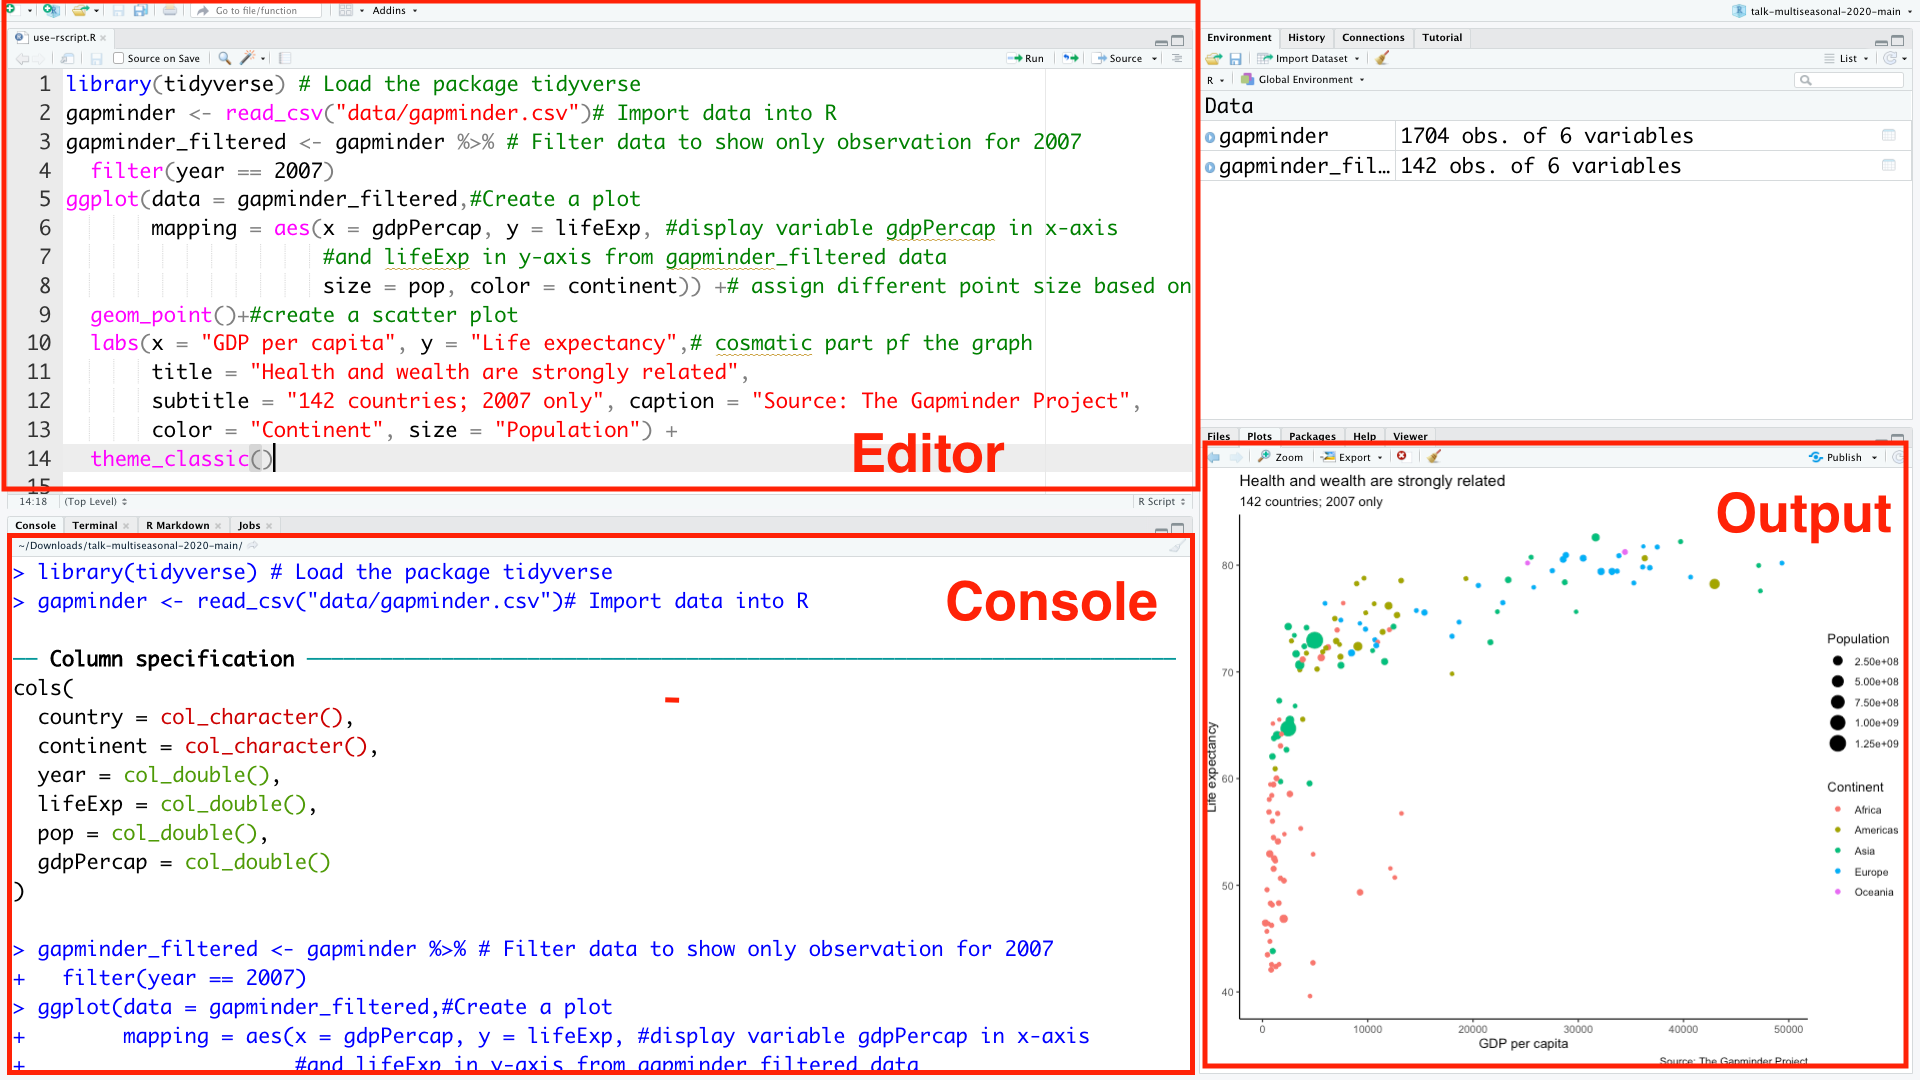 Go to file/function
Addins
talk-multiseasonal-2020-main
use-rscript.R
Source on Save
Run
Source
1 library(tidyverse) # Load the package tidyverse
2 gapminder <- read_csv("data/gapminder.csv")# Import data into R
3 gapminder_filtered <- gapminder %>% # Filter data to show only observation for 2007
4 filter(year == 2007)
5 ggplot(data = gapminder_filtered,#Create a plot
6 mapping = aes(x = gdpPercap, y = lifeExp, #display variable gdpPercap in x-axis
7 #and lifeExp in y-axis from gapminder_filtered data
8 size = pop, color = continent)) +# assign different point size based on
9 geom_point()+#create a scatter plot
10 labs(x = "GDP per capita", y = "Life expectancy",# cosmatic part pf the graph
11 title = "Health and wealth are strongly related",
12 subtitle = "142 countries; 2007 only", caption = "Source: The Gapminder Project",
13 color = "Continent", size = "Population") +
14 theme_classic()
15
Editor
14:18 (Top Level) R Script
Console Terminal R Markdown Jobs
~/Downloads/talk-multiseasonal-2020-main/
> library(tidyverse) # Load the package tidyverse
> gapminder <- read_csv("data/gapminder.csv")# Import data into R
Console
── Column specification ──
cols(
country = col_character(),
continent = col_character(),
year = col_double(),
lifeExp = col_double(),
pop = col_double(),
gdpPercap = col_double()
)
> gapminder_filtered <- gapminder %>% # Filter data to show only observation for 2007
+ filter(year == 2007)
> ggplot(data = gapminder_filtered,#Create a plot
+ mapping = aes(x = gdpPercap, y = lifeExp, #display variable gdpPercap in x-axis
+ #and lifeExp in y-axis from gapminder_filtered data
Environment History Connections Tutorial
Import Dataset
List
R Global Environment
Data
gapminder 1704 obs. of 6 variables
gapminder_fil… 142 obs. of 6 variables
Files Plots Packages Help Viewer
Zoom Export Publish
Output
Health and wealth are strongly related
142 countries; 2007 only
Life expectancy
80
70
60
50
40
0 10000 20000 30000 40000 50000
GDP per capita
Source: The Gapminder Project
Population
2.50e+08
5.00e+08
7.50e+08
1.00e+09
1.25e+09
Continent
Africa
Americas
Asia
Europe
Oceania